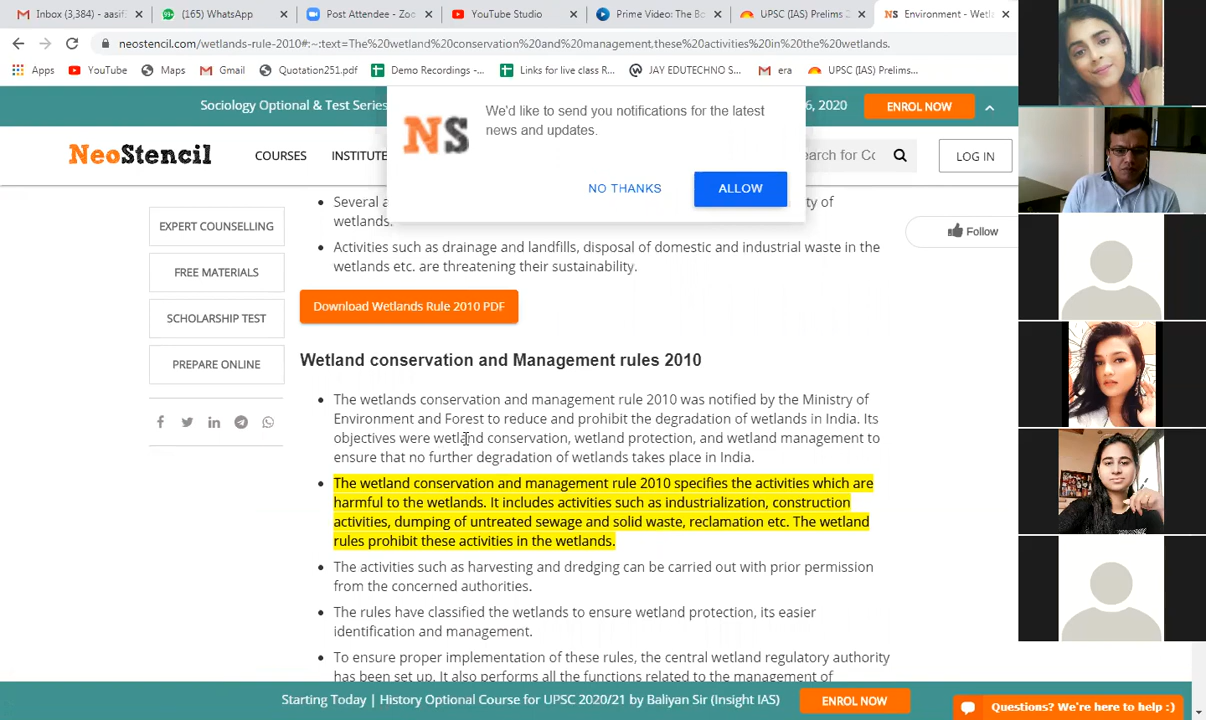 Inbox (3,384) - aasif
(165) WhatsApp
Post Attendee - Zoo
YouTube Studio
Prime Video: The Bo
UPSC (IAS) Prelims 2
Environment - Wetla
neostencil.com/wetlands-rule-2010#:~:text=The%20wetland%20conservation%20and%20management,these%20activities%20in%20the%20wetlands.
Apps
YouTube
Maps
Gmail
Quotation251.pdf
Demo Recordings -...
Links for live class R...
JAY EDUTECHNO S...
era
UPSC (IAS) Prelims...
Sociology Optional & Test Series
6, 2020
ENROL NOW
We'd like to send you notifications for the latest
news and updates.
NS
NO THANKS
ALLOW
NeoStencil
COURSES
INSTITUTE
earch for Co
LOG IN
EXPERT COUNSELLING
FREE MATERIALS
SCHOLARSHIP TEST
PREPARE ONLINE
Follow
• Several a
ty of
wetlands.
• Activities such as drainage and landfills, disposal of domestic and industrial waste in the
wetlands etc. are threatening their sustainability.
Download Wetlands Rule 2010 PDF
Wetland conservation and Management rules 2010
• The wetlands conservation and management rule 2010 was notified by the Ministry of
Environment and Forest to reduce and prohibit the degradation of wetlands in India. Its
objectives were wetland conservation, wetland protection, and wetland management to
ensure that no further degradation of wetlands takes place in India.
• The wetland conservation and management rule 2010 specifies the activities which are
harmful to the wetlands. It includes activities such as industrialization, construction
activities, dumping of untreated sewage and solid waste, reclamation etc. The wetland
rules prohibit these activities in the wetlands.
• The activities such as harvesting and dredging can be carried out with prior permission
from the concerned authorities.
• The rules have classified the wetlands to ensure wetland protection, its easier
identification and management.
• To ensure proper implementation of these rules, the central wetland regulatory authority
has been set up. It also performs all the functions related to the management of
Starting Today | History Optional Course for UPSC 2020/21 by Baliyan Sir (Insight IAS)
ENROL NOW
Questions? We're here to help :)